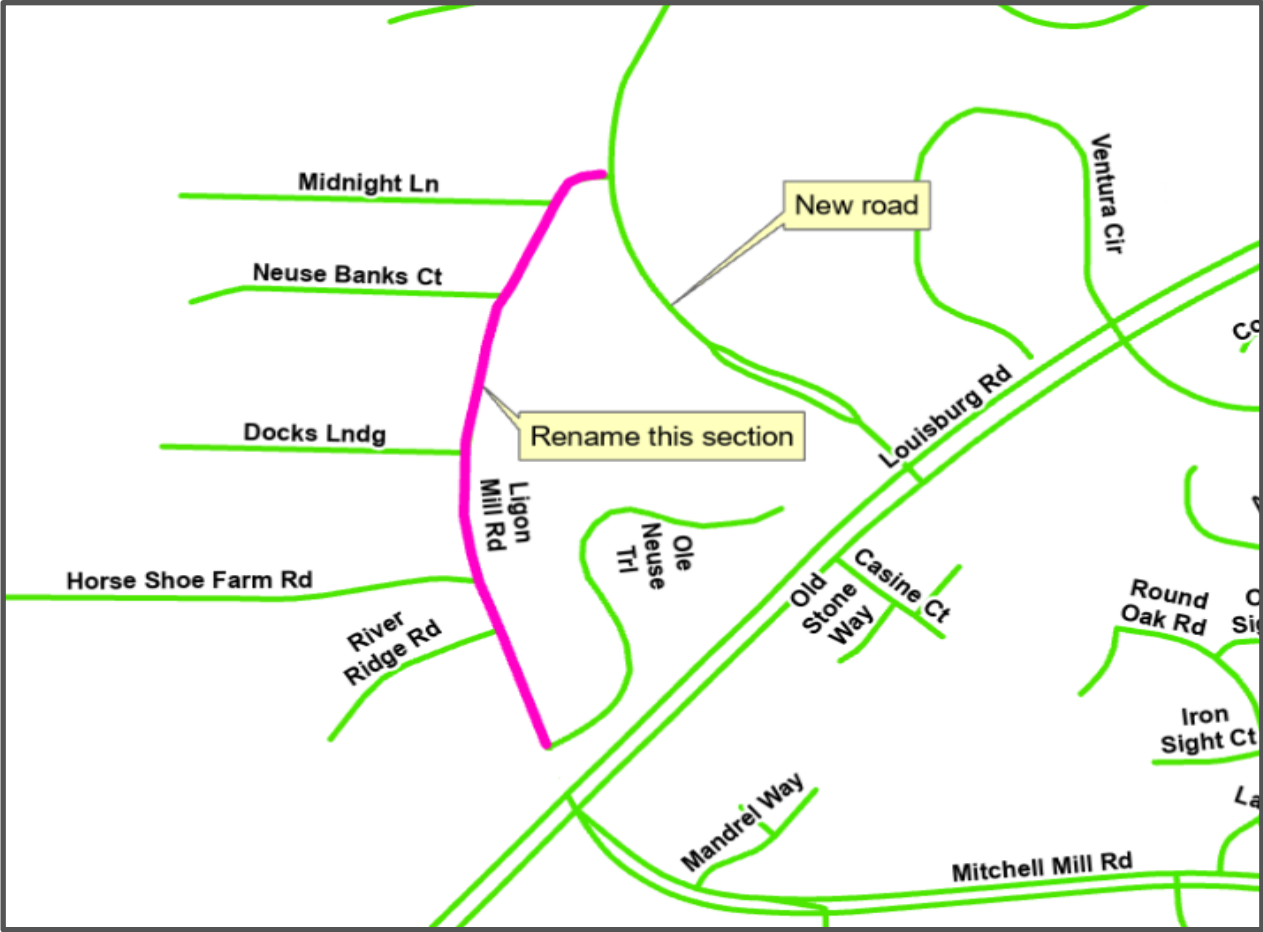 Midnight Ln
Ventura Cir
New road
Neuse Banks Ct
Louisburg Rd
Docks Lndg
Rename this section
Ligon
Mill Rd
Ole
Neuse
Trl
Horse Shoe Farm Rd
River
Ridge Rd
Old
Stone
Way
Casine Ct
Round
Oak Rd
Iron
Sight Ct
Mandrel Way
Mitchell Mill Rd